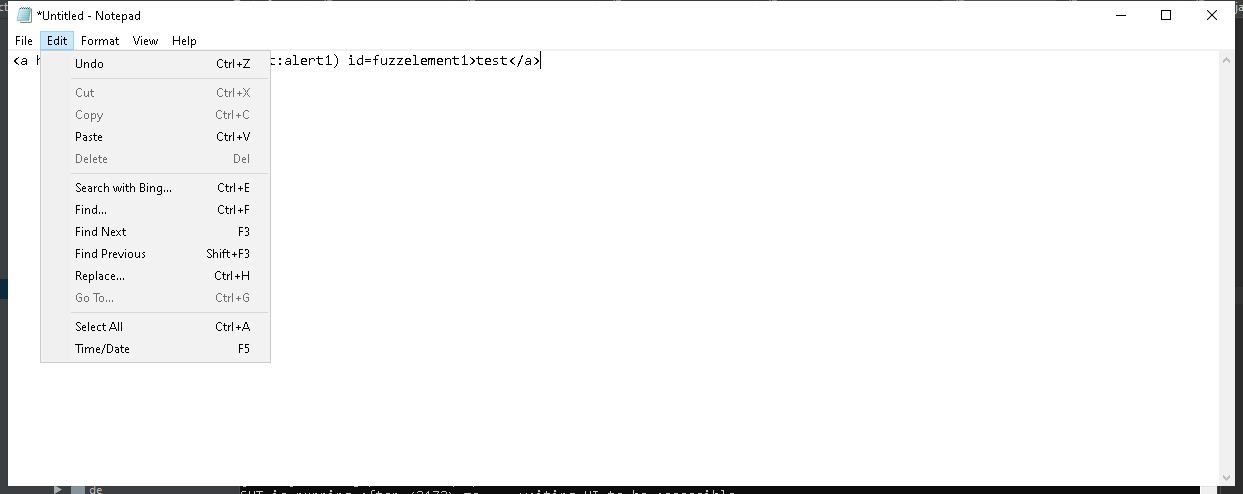 *Untitled - Notepad
File Edit Format View Help
<a h t:alert1) id=fuzzelement1>test</a>
Undo Ctrl+Z
Cut Ctrl+X
Copy Ctrl+C
Paste Ctrl+V
Delete Del
Search with Bing... Ctrl+E
Find... Ctrl+F
Find Next F3
Find Previous Shift+F3
Replace... Ctrl+H
Go To... Ctrl+G
Select All Ctrl+A
Time/Date F5
de